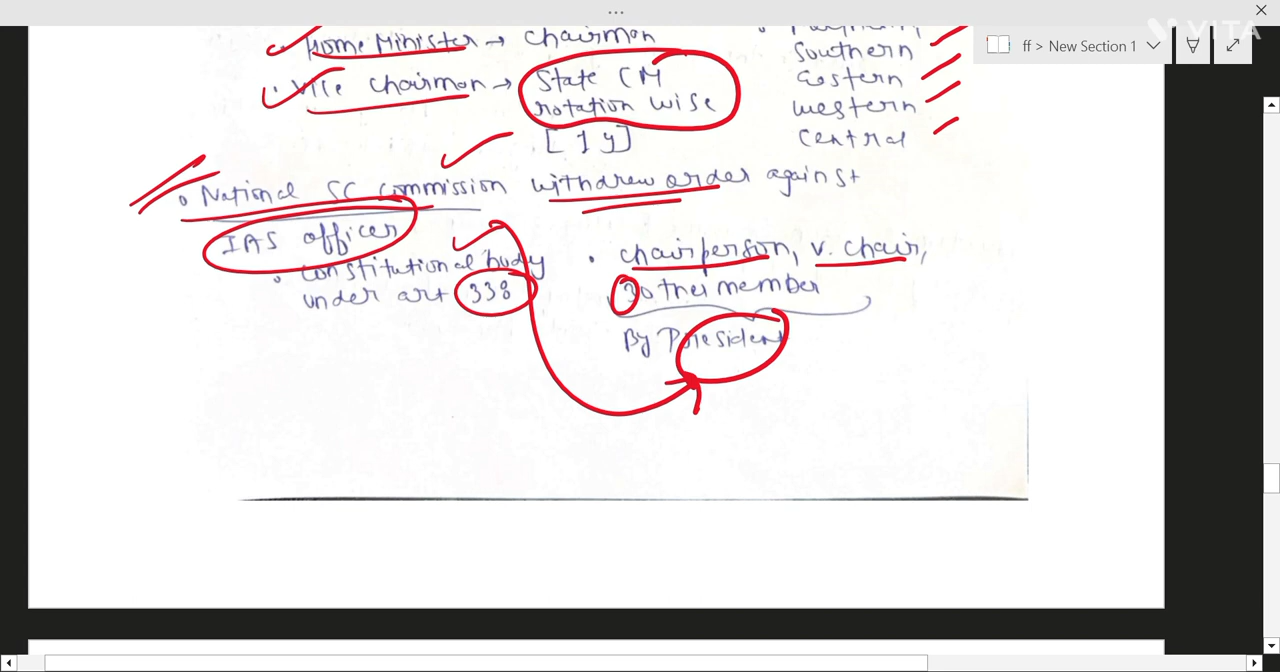 ...
VITA
ff > New Section 1
Home Minister → chairman
• Vice chairman → State CM
rotation wise
[1 y]
Southern
Eastern
western
central
• National SC commission withdrew order against
IAS officer
• constitutional body
under art 338
• chairperson, v. chair,
3 other member
By President